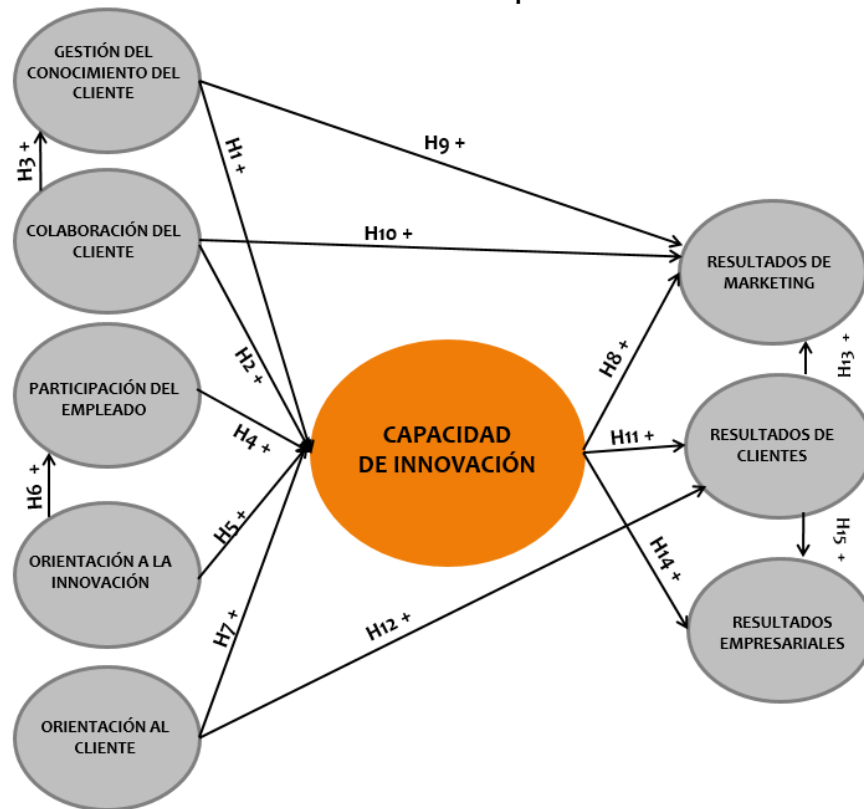 GESTIÓN DEL
CONOCIMIENTO DEL
CLIENTE
H1 +
H9 +
H3 +
COLABORACIÓN DEL
CLIENTE
H10 +
H2 +
RESULTADOS DE
MARKETING
H8 +
H13 +
PARTICIPACIÓN DEL
EMPLEADO
H4 +
CAPACIDAD
DE INNOVACIÓN
H11 +
RESULTADOS DE
CLIENTES
H6 +
H5 +
H14 +
H15 +
ORIENTACIÓN A LA
INNOVACIÓN
H7 +
H12 +
RESULTADOS
EMPRESARIALES
ORIENTACIÓN AL
CLIENTE